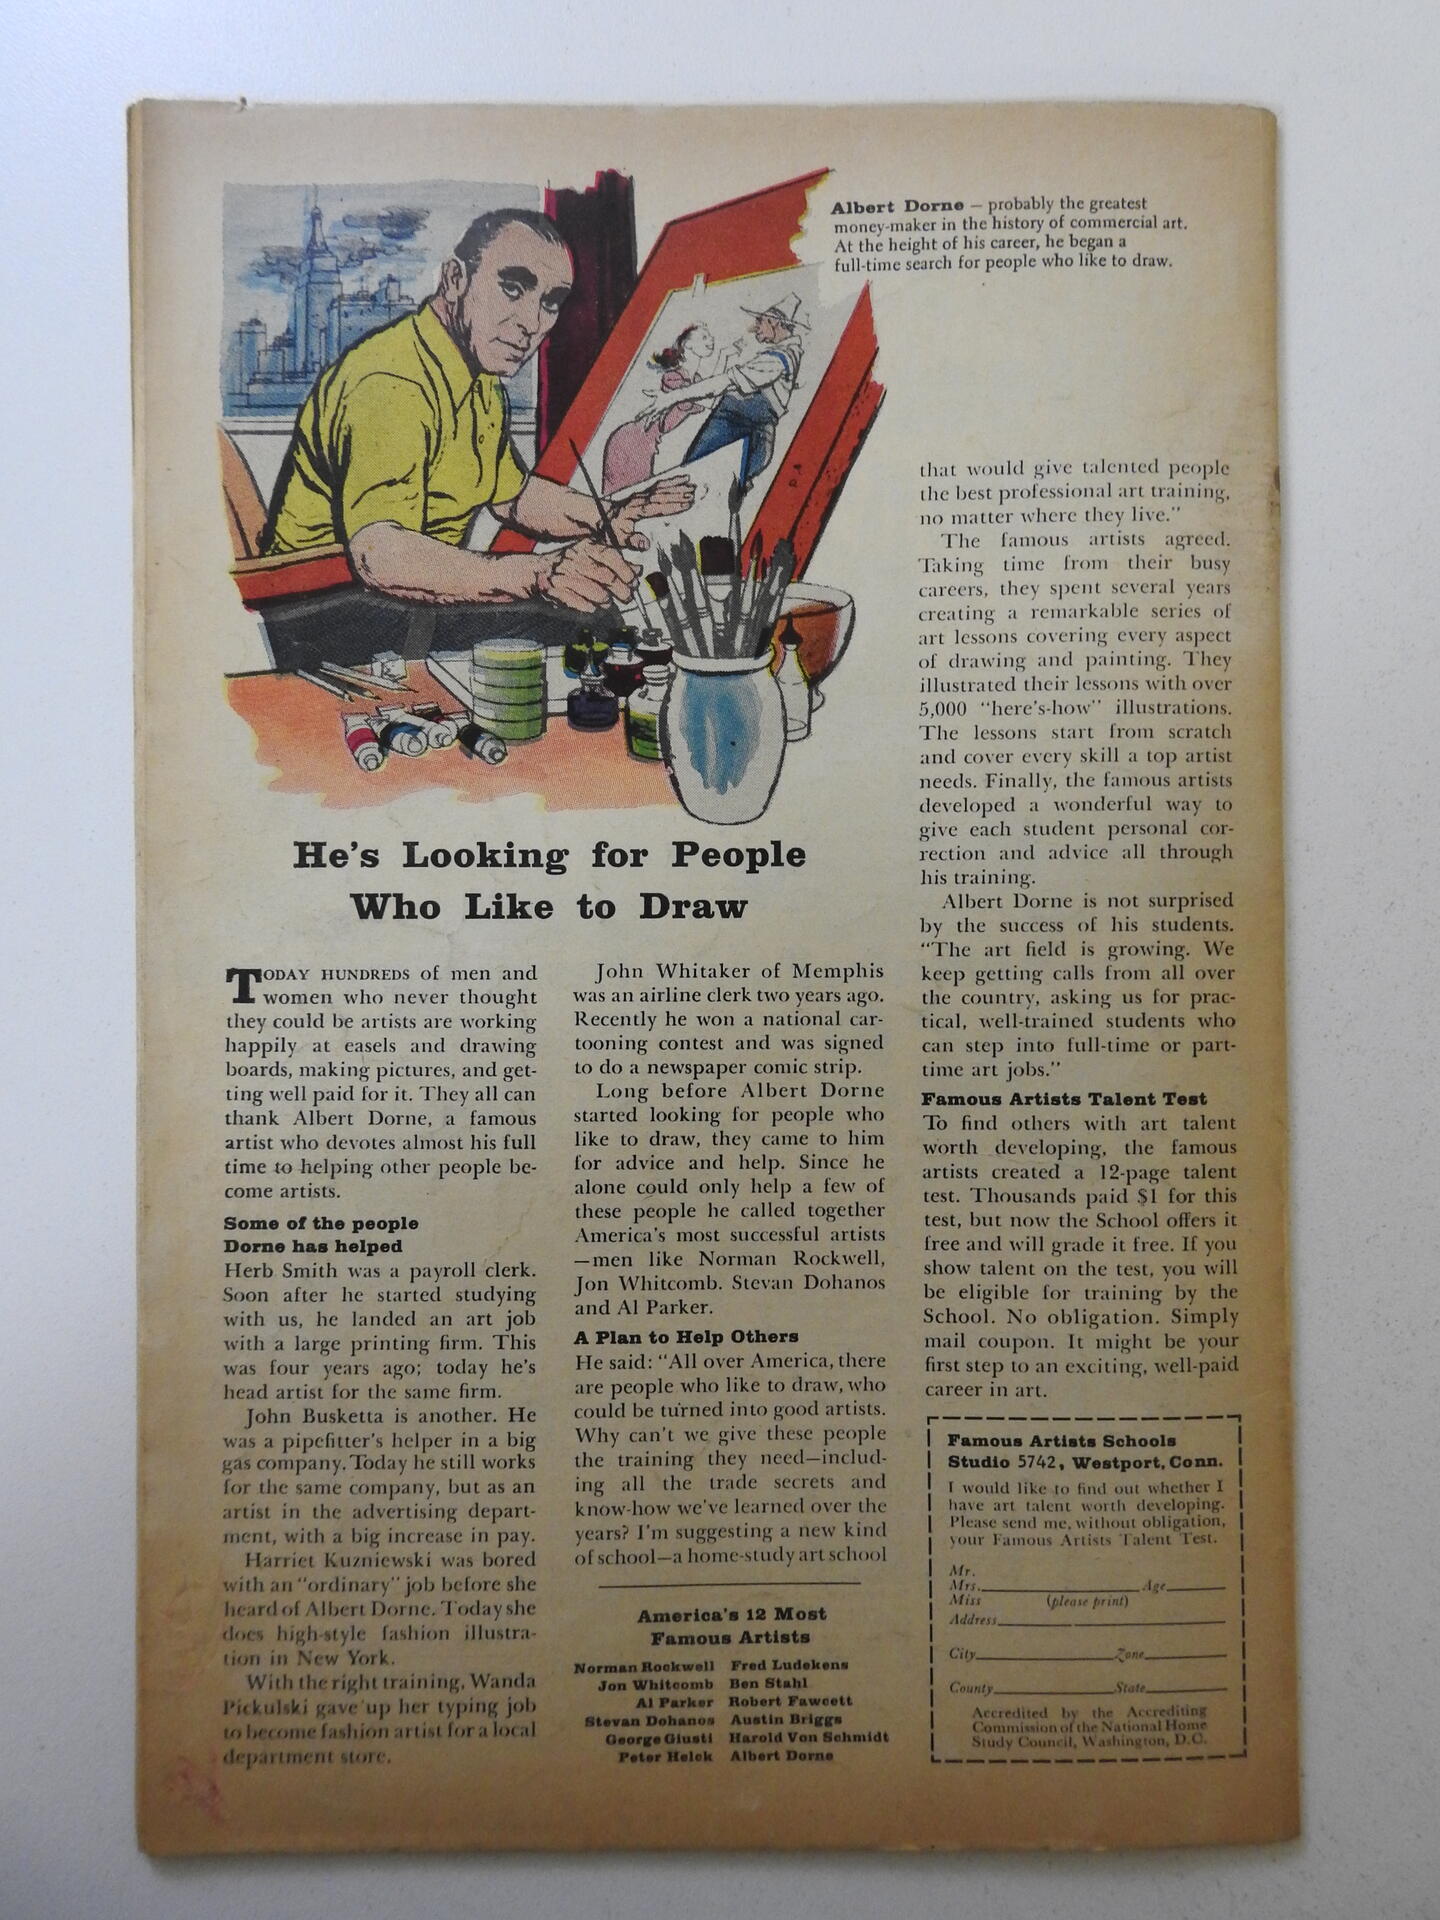 Albert Dorne — probably the greatest
money-maker in the history of commercial art.
At the height of his career, he began a
full-time search for people who like to draw.
He's Looking for People
Who Like to Draw
TODAY HUNDREDS of men and
women who never thought
they could be artists are working
happily at easels and drawing
boards, making pictures, and get-
ting well paid for it. They all can
thank Albert Dorne, a famous
artist who devotes almost his full
time to helping other people be-
come artists.
Some of the people
Dorne has helped
Herb Smith was a payroll clerk.
Soon after he started studying
with us, he landed an art job
with a large printing firm. This
was four years ago; today he's
head artist for the same firm.
John Busketta is another. He
was a pipefitter's helper in a big
gas company. Today he still works
for the same company, but as an
artist in the advertising depart-
ment, with a big increase in pay.
Harriet Kuzniewski was bored
with an "ordinary" job before she
heard of Albert Dorne. Today she
does high-style fashion illustra-
tion in New York.
With the right training, Wanda
Pickulski gave up her typing job
to become fashion artist for a local
department store.
John Whitaker of Memphis
was an airline clerk two years ago.
Recently he won a national car-
tooning contest and was signed
to do a newspaper comic strip.
Long before Albert Dorne
started looking for people who
like to draw, they came to him
for advice and help. Since he
alone could only help a few of
these people he called together
America's most successful artists
—men like Norman Rockwell,
Jon Whitcomb. Stevan Dohanos
and Al Parker.
A Plan to Help Others
He said: "All over America, there
are people who like to draw, who
could be turned into good artists.
Why can't we give these people
the training they need—includ-
ing all the trade secrets and
know-how we've learned over the
years? I'm suggesting a new kind
of school—a home-study art school
America's 12 Most
Famous Artists
Norman Rockwell Fred Ludekens
Jon Whitcomb Ben Stahl
Al Parker Robert Fawcett
Stevan Dohanos Austin Briggs
George Giusti Harold Von Schmidt
Peter Helck Albert Dorne
that would give talented people
the best professional art training,
no matter where they live."
The famous artists agreed.
Taking time from their busy
careers, they spent several years
creating a remarkable series of
art lessons covering every aspect
of drawing and painting. They
illustrated their lessons with over
5,000 "here's-how" illustrations.
The lessons start from scratch
and cover every skill a top artist
needs. Finally, the famous artists
developed a wonderful way to
give each student personal cor-
rection and advice all through
his training.
Albert Dorne is not surprised
by the success of his students.
"The art field is growing. We
keep getting calls from all over
the country, asking us for prac-
tical, well-trained students who
can step into full-time or part-
time art jobs."
Famous Artists Talent Test
To find others with art talent
worth developing, the famous
artists created a 12-page talent
test. Thousands paid $1 for this
test, but now the School offers it
free and will grade it free. If you
show talent on the test, you will
be eligible for training by the
School. No obligation. Simply
mail coupon. It might be your
first step to an exciting, well-paid
career in art.
Famous Artists Schools
Studio 5742, Westport, Conn.
I would like to find out whether I
have art talent worth developing.
Please send me, without obligation,
your Famous Artists Talent Test.
Mr.
Mrs. Age
Miss (please print)
Address
City Zone
County State
Accredited by the Accrediting
Commission of the National Home
Study Council, Washington, D.C.